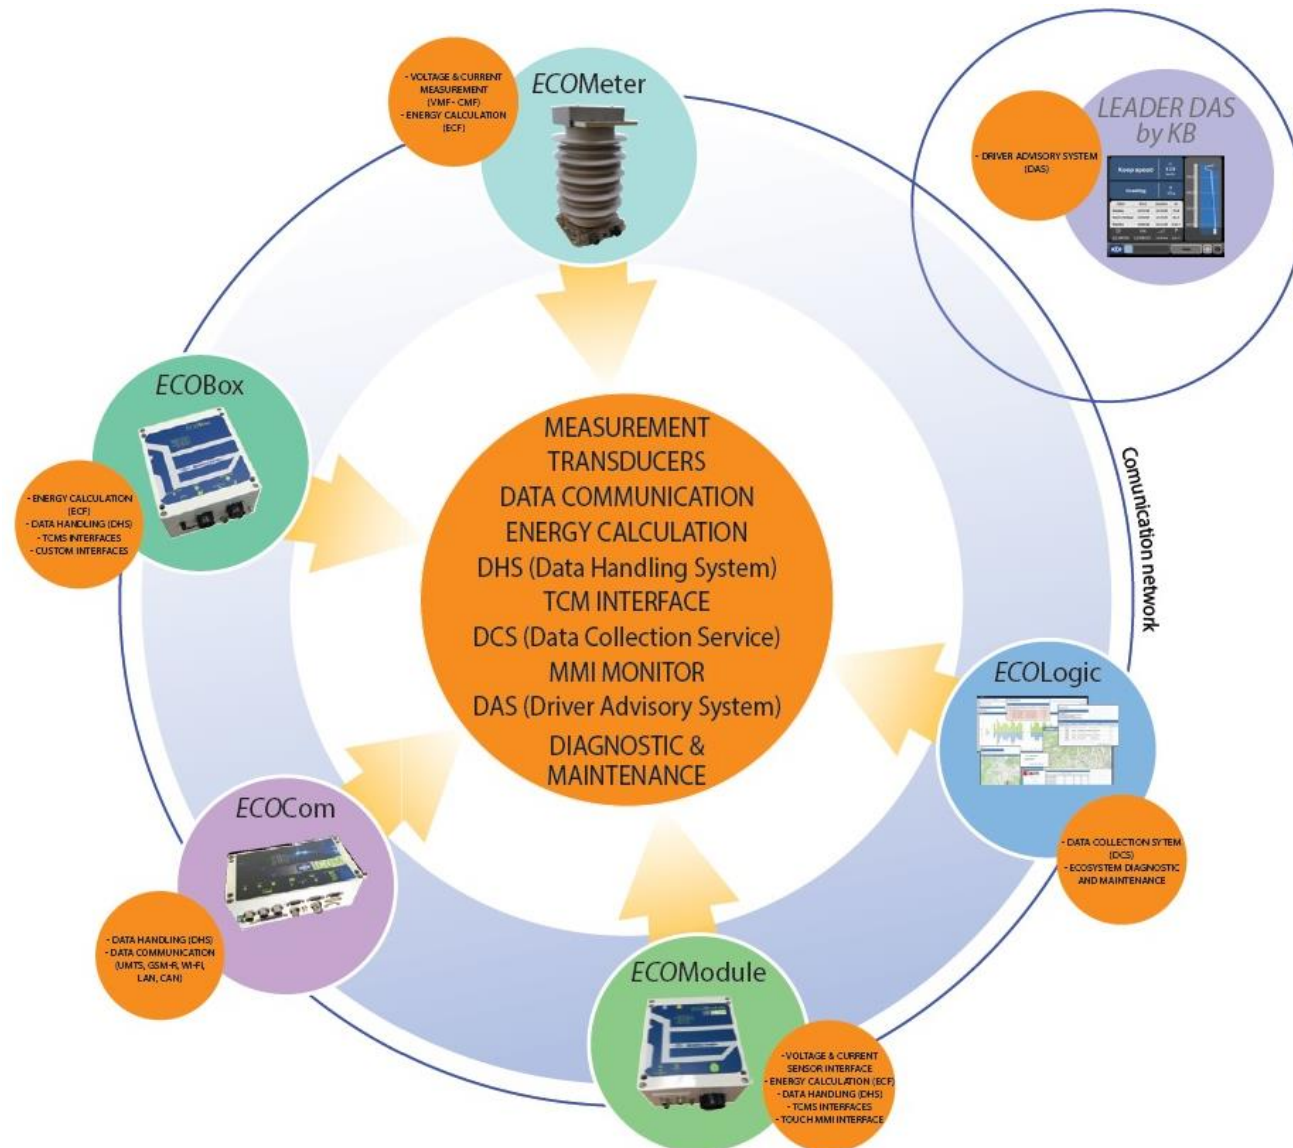 ECOMeter
- VOLTAGE & CURRENT
MEASUREMENT
(VMF - CMF)
- ENERGY CALCULATION
(ECF)
LEADER DAS
by KB
- DRIVER ADVISORY SYSTEM
(DAS)
Keep speed
ECOBox
- ENERGY CALCULATION
(ECF)
- DATA HANDLING (DHS)
- TCMS INTERFACES
- CUSTOM INTERFACES
MEASUREMENT
TRANSDUCERS
DATA COMMUNICATION
ENERGY CALCULATION
DHS (Data Handling System)
TCM INTERFACE
DCS (Data Collection Service)
MMI MONITOR
DAS (Driver Advisory System)
DIAGNOSTIC &
MAINTENANCE
Comunication network
ECOLogic
- DATA COLLECTION SYTEM
(DCS)
- ECOSYSTEM DIAGNOSTIC
AND MAINTENANCE
ECOCom
- DATA HANDLING (DHS)
- DATA COMMUNICATION
(UMTS, GSM-R, WI-FI,
LAN, CAN)
ECOModule
- VOLTAGE & CURRENT
SENSOR INTERFACE
- ENERGY CALCULATION (ECF)
- DATA HANDLING (DHS)
- TCMS INTERFACES
- TOUCH MMI INTERFACE